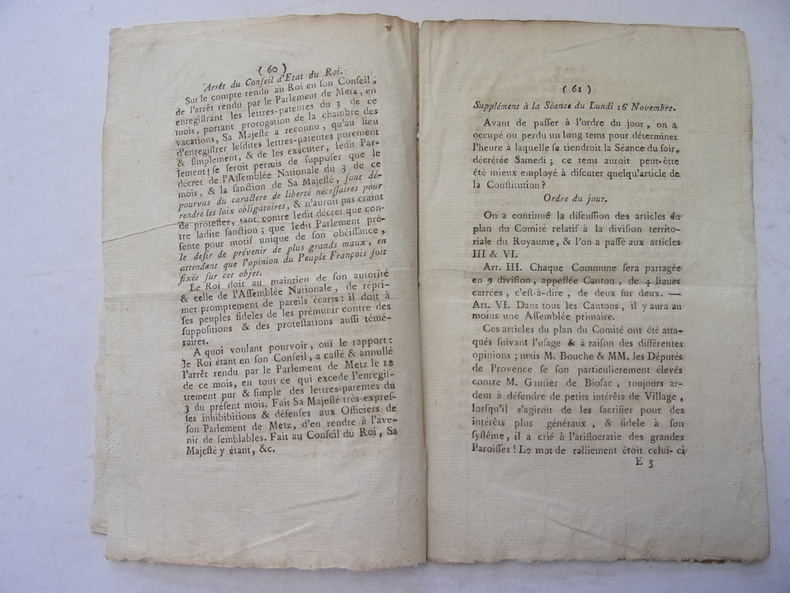 ( 60 )
Arrêt du Conseil d'Etat du Roi.
Sur le compte rendu au Roi en son Conseil,
de l'arrêt rendu par le Parlement de Metz, en
enregistrant les lettres-patentes du 3 de ce
mois, portant prorogation de la chambre des
vacations, Sa Majesté a reconnu, qu'au lieu
d'enregistrer lesdites lettres-patentes purement
& simplement, & de les exécuter, ledit Par-
lement se seroit permis de supposer que le
décret de l'Assemblée Nationale du 3 de ce
mois, & la sanction de Sa Majesté, sont dé-
pourvus du caractere de liberté nécessaires pour
rendre les loix obligatoires, & n'auroit pas craint
de protester, tant contre ledit décret que con-
tre ladite sanction ; que ledit Parlement pré-
sente pour motif unique de son obéissance,
le desir de prévenir de plus grands maux, en
attendant que l'opinion du Peuple François soit
fixée sur cet objet.
Le Roi doit au maintien de son autorité
& celle de l'Assemblée Nationale, de répri-
mer promptement de pareils écarts: il doit à
ses peuples fideles de les prémunir contre des
suppositions & des protestations aussi témé-
raires.
A quoi voulant pourvoir, oui le rapport:
le Roi étant en son Conseil, a cassé & annullé
l'arrêt rendu par le Parlement de Metz le 12
de ce mois, en tout ce qui excede l'enregis-
trement pur & simple des lettres-patentes du
3 du présent mois. Fait Sa Majesté très-expres-
ses inhibitions & défenses aux Officiers de
son Parlement de Metz, d'en rendre à l'ave-
nir de semblables. Fait au Conseil du Roi, Sa
Majesté y étant, &c.
( 61 )
Supplément à la Séance du Lundi 16 Novembre.
Avant de passer à l'ordre du jour, on a
occupé ou perdu un long tems pour déterminer
l'heure à laquelle se tiendroit la Séance du soir,
décrétée Samedi ; ce tems auroit peut-être
été mieux employé à discuter quelqu'article de
la Constitution ?
Ordre du jour.
On a continué la discussion des articles du
plan du Comité relatif à la division territo-
riale du Royaume, & l'on a passé aux articles
III & VI.
Art. III. Chaque Commune sera partagée
en 9 division, appellée Canton, de 4 lieues
carrées, c'est-à-dire, de deux sur deux. —
Art. VI. Dans tous les Cantons, il y aura au
moins une Assemblée primaire.
Ces articles du plan du Comité ont été atta-
qués suivant l'usage & à raison des différentes
opinions ; mais M. Bouche & MM. les Députés
de Provence se son particulierement élevés
contre M. Gautier de Biosac, toujours ar-
dent à défendre de petits intérêts de Village,
lorsqu'il s'agiroit de les sacrifier pour des
intérêts plus généraux, & fidele à son
système, il a crié à l'aristocratie des grandes
Paroisses ! Le mot de ralliement étoit celui-ci
E 3